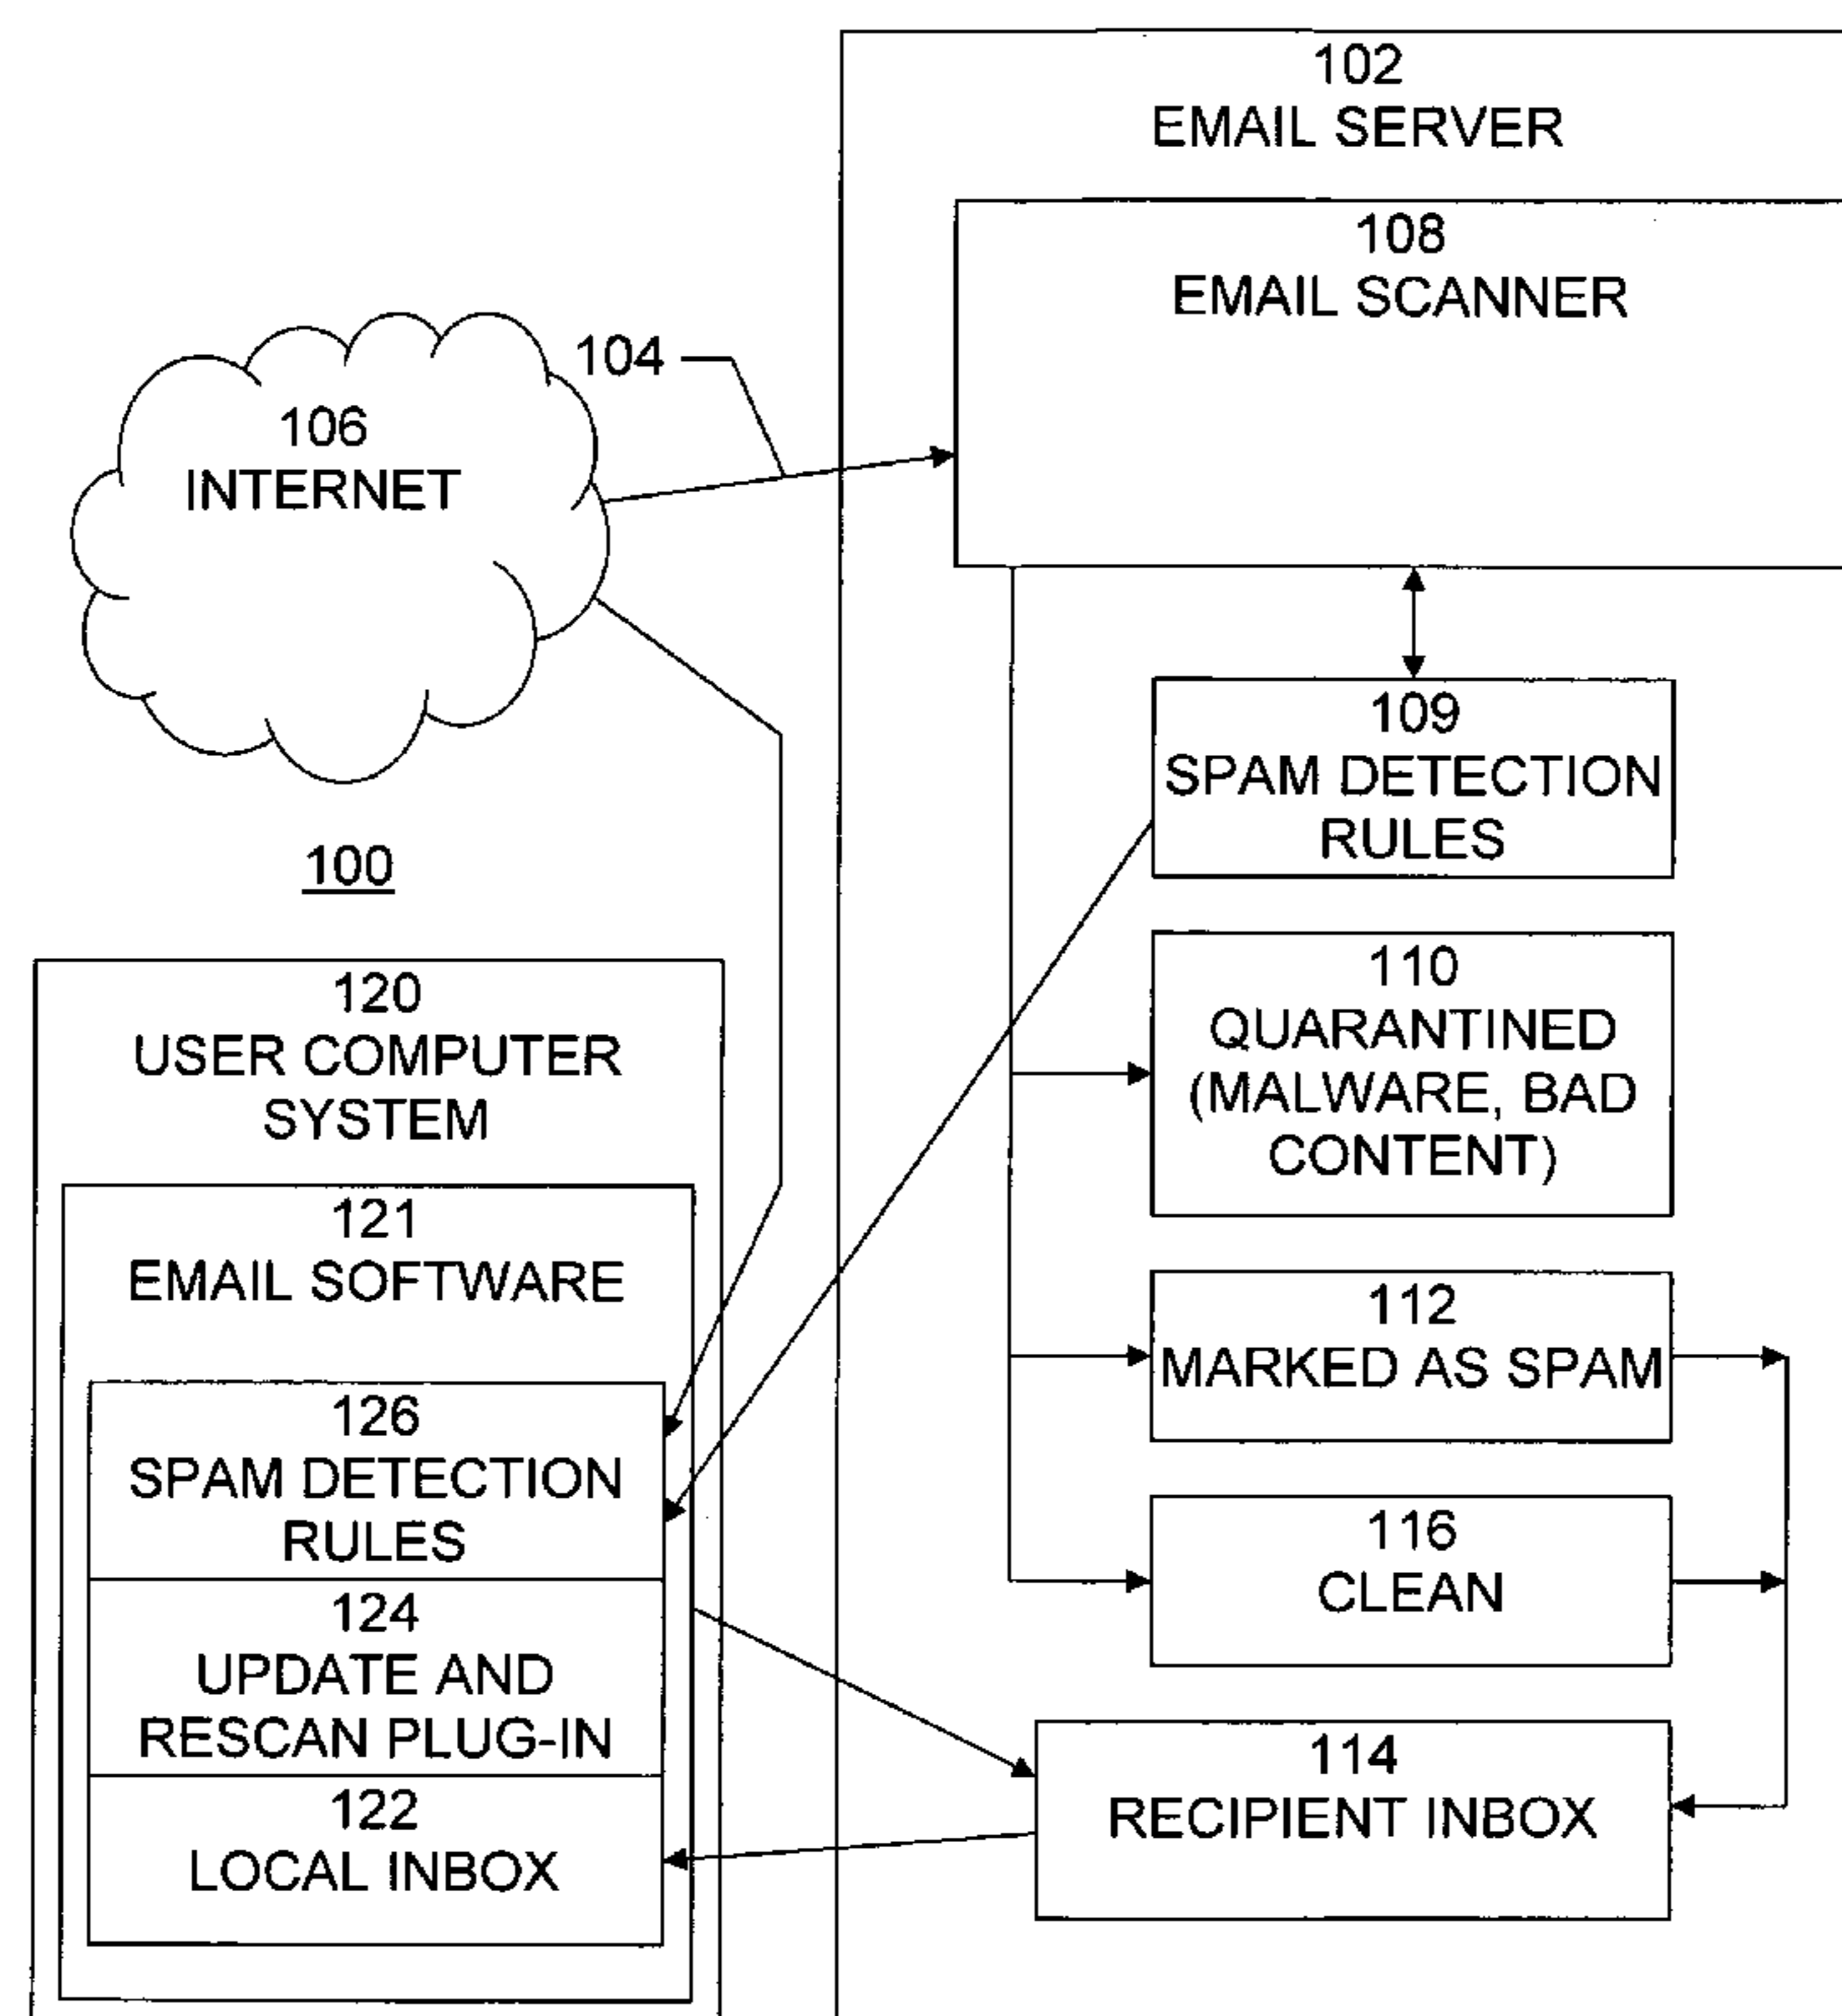 102
EMAIL SERVER
108
EMAIL SCANNER
104
106
INTERNET
109
SPAM DETECTION
RULES
100
110
QUARANTINED
(MALWARE, BAD
CONTENT)
120
USER COMPUTER
SYSTEM
121
EMAIL SOFTWARE
112
MARKED AS SPAM
126
SPAM DETECTION
RULES
116
CLEAN
124
UPDATE AND
RESCAN PLUG-IN
114
RECIPIENT INBOX
122
LOCAL INBOX